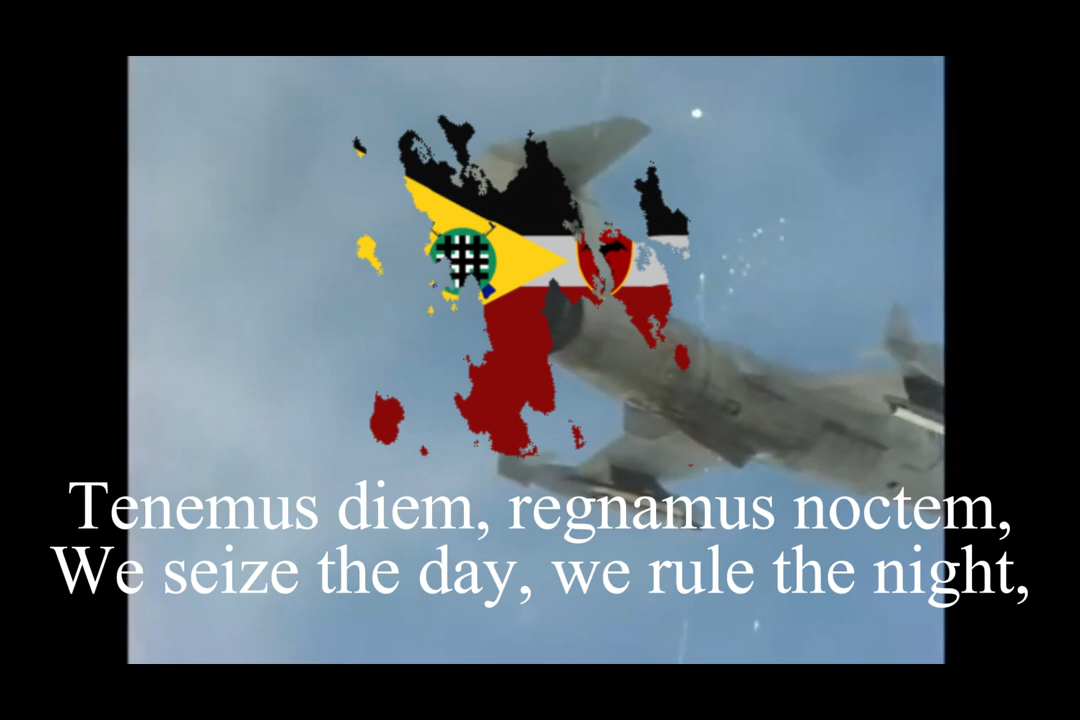 Tenemus diem, regnamus noctem,
We seize the day, we rule the night,